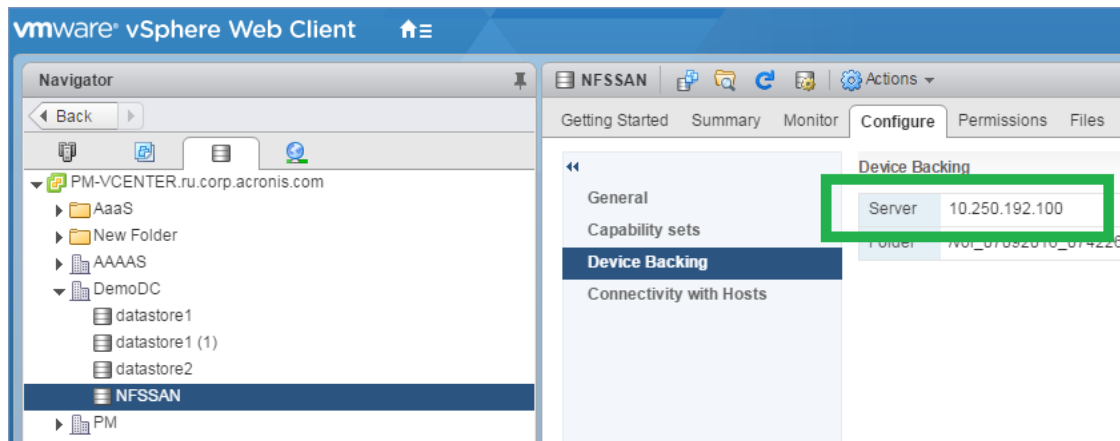 vmware® vSphere Web Client
Navigator
Back
PM-VCENTER.ru.corp.acronis.com
AaaS
New Folder
AAAAS
DemoDC
datastore1
datastore1 (1)
datastore2
NFSSAN
PM
NFSSAN Actions
Getting Started Summary Monitor Configure Permissions Files
General
Capability sets
Device Backing
Connectivity with Hosts
Device Backing
Server 10.250.192.100
Folder